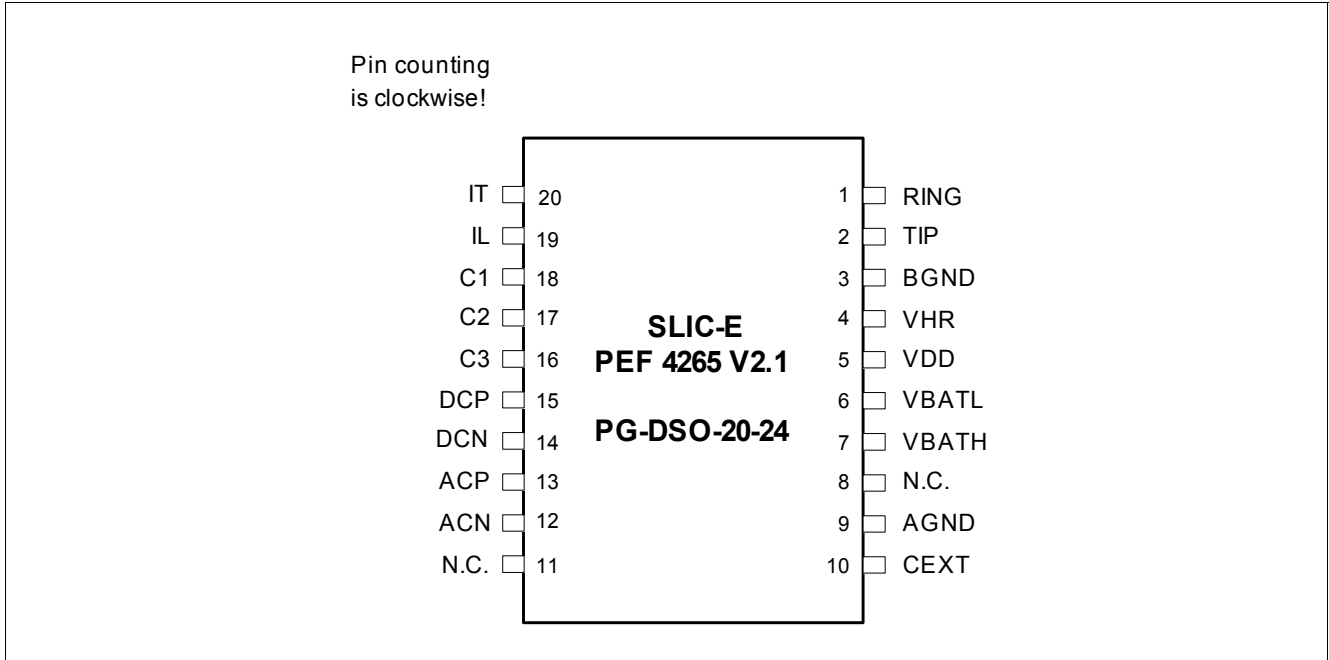 Pin counting
is clockwise!
IT 20 1 RING
IL 19 2 TIP
C1 18 3 BGND
C2 17 4 VHR
C3 16 5 VDD
DCP 15 6 VBATL
DCN 14 7 VBATH
ACP 13 8 N.C.
ACN 12 9 AGND
N.C. 11 10 CEXT
SLIC-E
PEF 4265 V2.1
PG-DSO-20-24